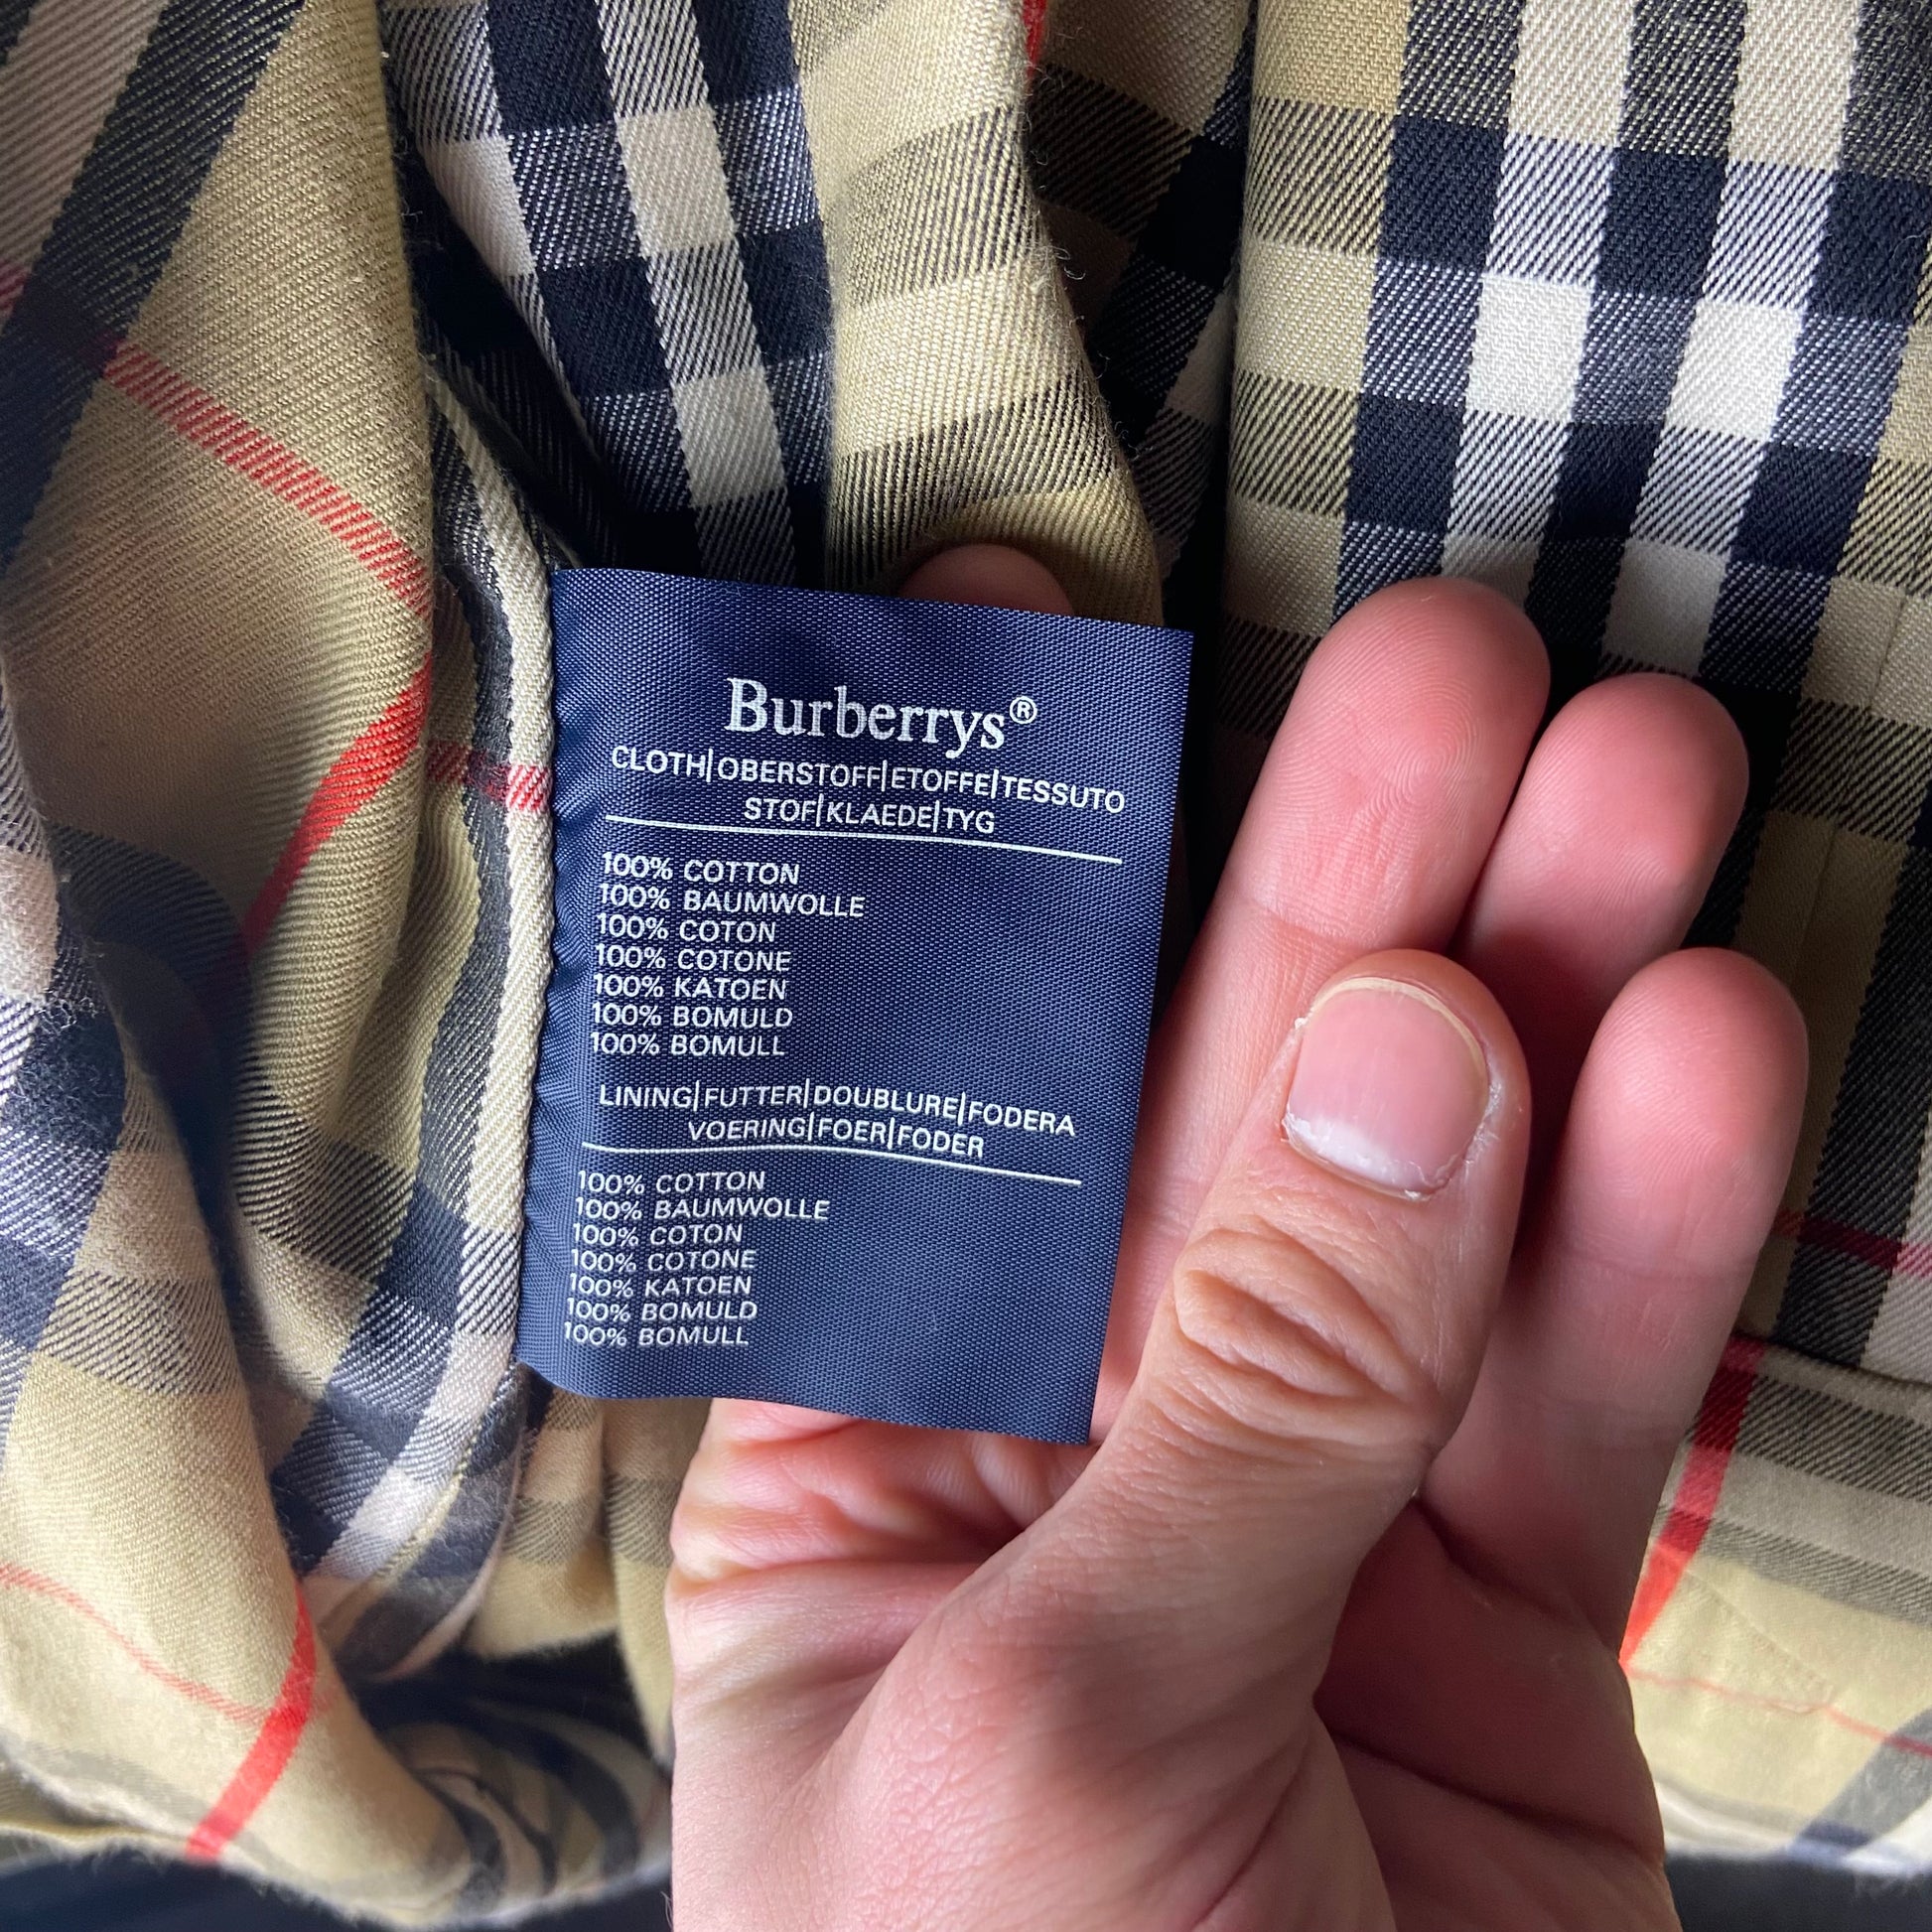 Burberrys®
CLOTH|OBERSTOFF|ETOFFE|TESSUTO
STOF|KLAEDE|TYG
100% COTTON
100% BAUMWOLLE
100% COTON
100% COTONE
100% KATOEN
100% BOMULD
100% BOMULL
LINING|FUTTER|DOUBLURE|FODERA
VOERING|FOER|FODER
100% COTTON
100% BAUMWOLLE
100% COTON
100% COTONE
100% KATOEN
100% BOMULD
100% BOMULL